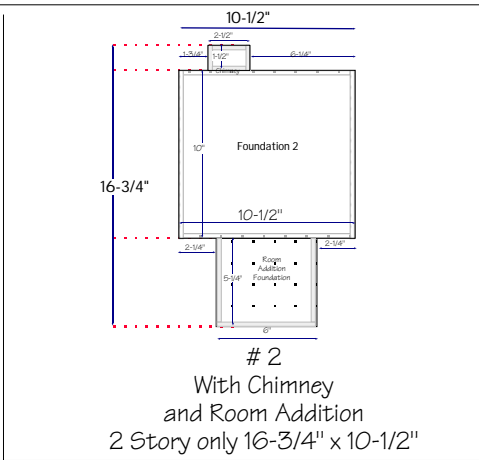 10-1/2"
2-1/2"
1-3/4"
1-1/2"
6-1/4"
Chimney
10"
Foundation 2
16-3/4"
10-1/2"
2-1/4"
2-1/4"
Room
Addition
Foundation
5-1/4"
6"
# 2
With Chimney
and Room Addition
2 Story only 16-3/4" x 10-1/2"